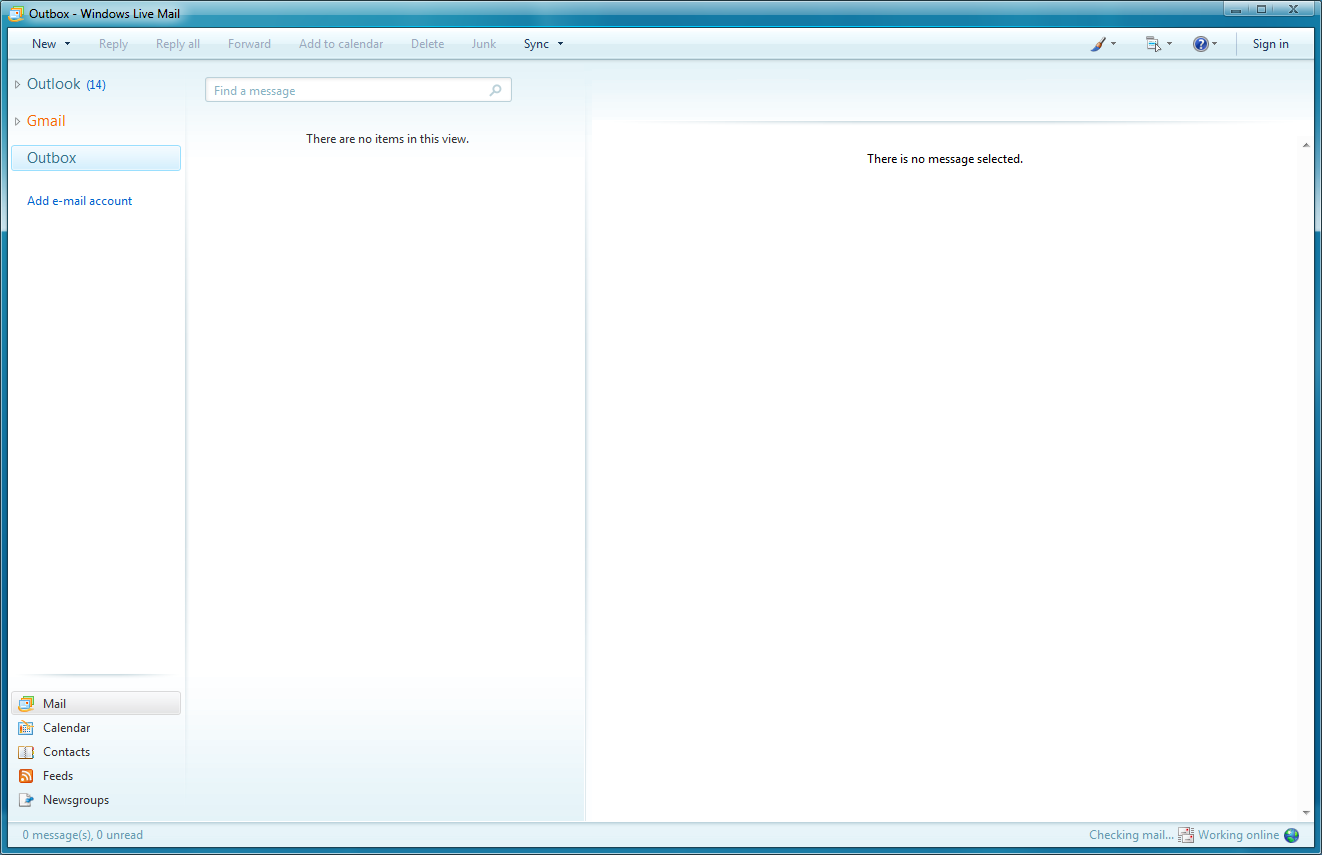 Outbox - Windows Live Mail
New Reply Reply all Forward Add to calendar Delete Junk Sync Sign in
Outlook (14)
Gmail
Outbox
Add e-mail account
Find a message
There are no items in this view.
There is no message selected.
Mail
Calendar
Contacts
Feeds
Newsgroups
0 message(s), 0 unread
Checking mail... Working online